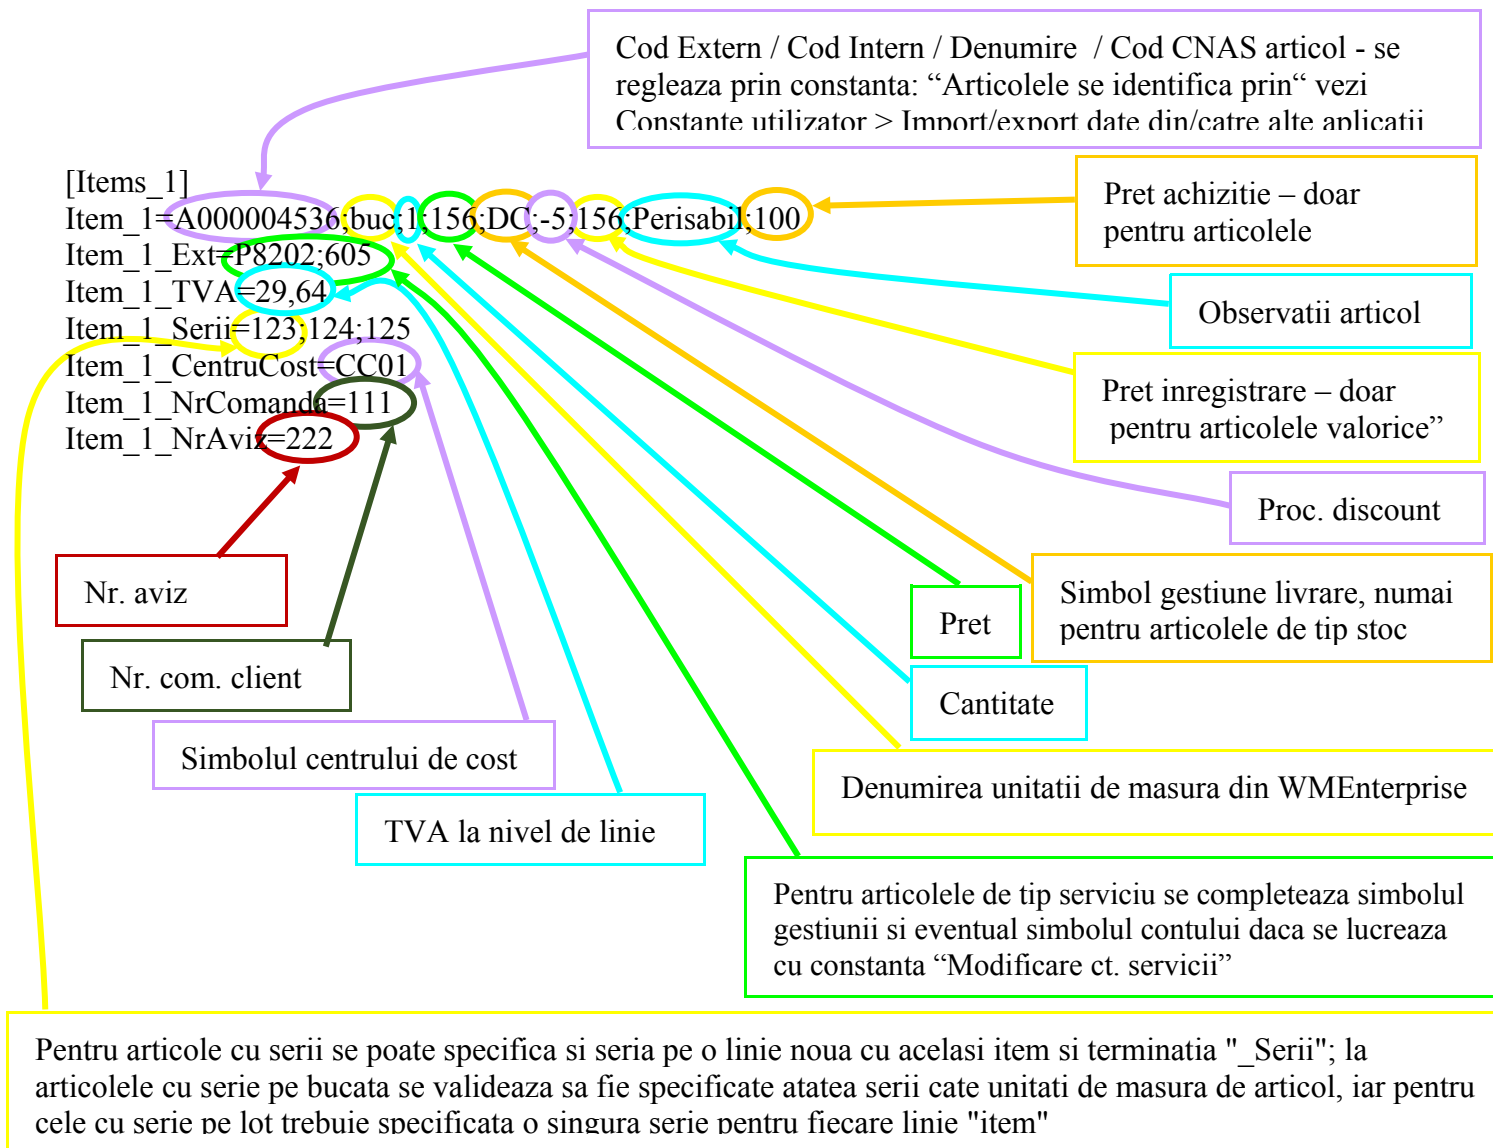 Cod Extern / Cod Intern / Denumire / Cod CNAS articol - se
regleaza prin constanta: “Articolele se identifica prin“ vezi
Constante utilizator > Import/export date din/catre alte aplicatii
[Items_1]
Item_1=A000004536;buc;1;156;DC;-5;156;Perisabil;100
Item_1_Ext=P8202;605
Item_1_TVA=29,64
Item_1_Serii=123;124;125
Item_1_CentruCost=CC01
Item_1_NrComanda=111
Item_1_NrAviz=222
Pret achizitie – doar
pentru articolele
Observatii articol
Pret inregistrare – doar
pentru articolele valorice”
Proc. discount
Simbol gestiune livrare, numai
pentru articolele de tip stoc
Pret
Cantitate
Nr. aviz
Nr. com. client
Simbolul centrului de cost
Denumirea unitatii de masura din WMEnterprise
TVA la nivel de linie
Pentru articolele de tip serviciu se completeaza simbolul
gestiunii si eventual simbolul contului daca se lucreaza
cu constanta “Modificare ct. servicii”
Pentru articole cu serii se poate specifica si seria pe o linie noua cu acelasi item si terminatia "_Serii"; la
articolele cu serie pe bucata se valideaza sa fie specificate atatea serii cate unitati de masura de articol, iar pentru
cele cu serie pe lot trebuie specificata o singura serie pentru fiecare linie "item"